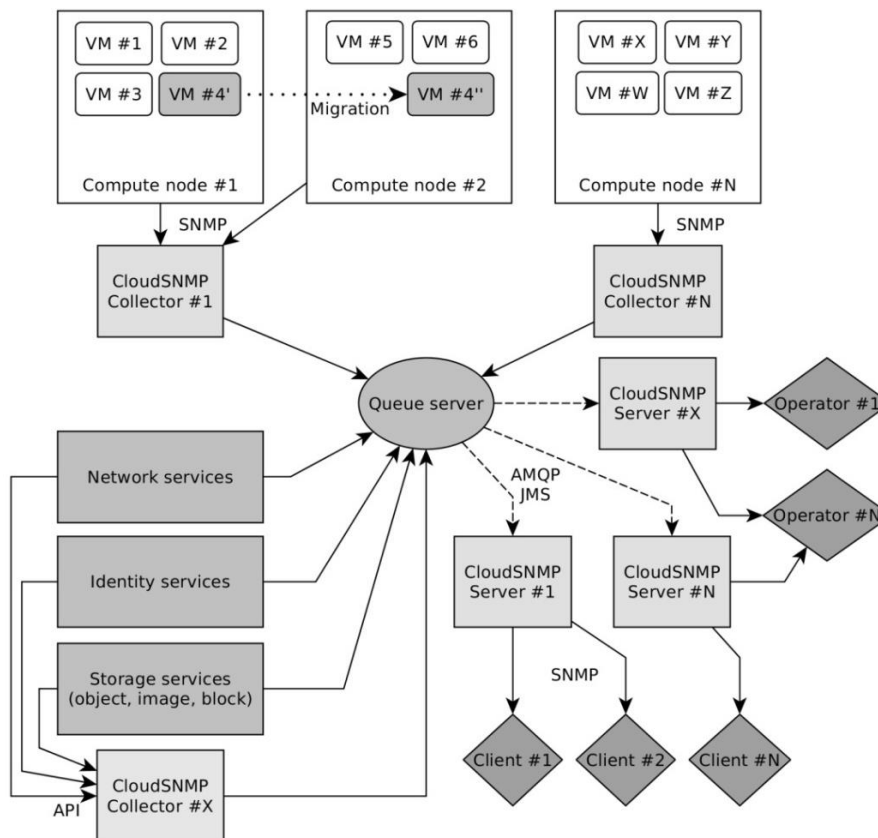 VM #1
VM #2
VM #3
VM #4'
Compute node #1
Migration
VM #5
VM #6
VM #4''
Compute node #2
VM #X
VM #Y
VM #W
VM #Z
Compute node #N
SNMP
SNMP
CloudSNMP
Collector #1
CloudSNMP
Collector #N
Queue server
CloudSNMP
Server #X
Operator #1
Network services
AMQP
JMS
Operator #N
Identity services
CloudSNMP
Server #1
CloudSNMP
Server #N
Storage services
(object, image, block)
SNMP
Client #1
Client #2
Client #N
CloudSNMP
Collector #X
API